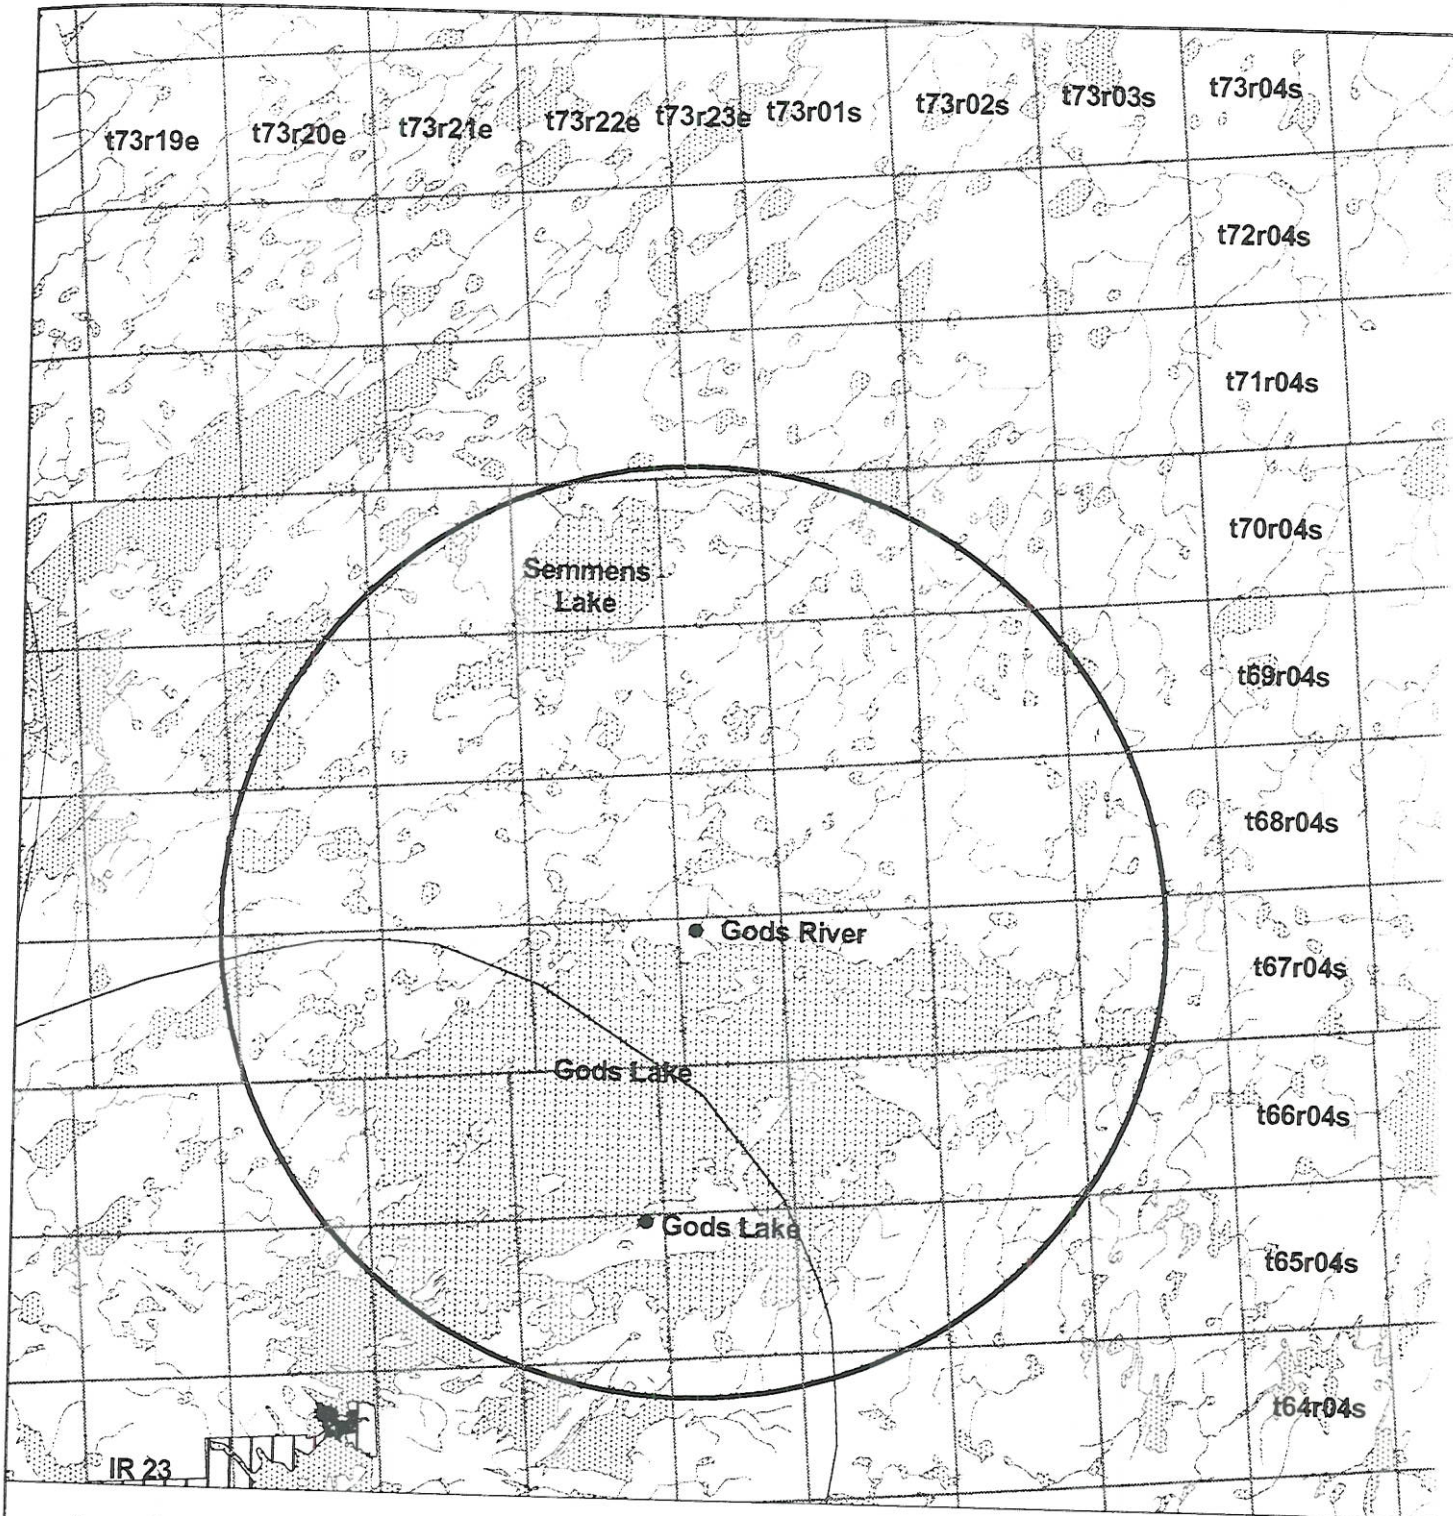 t73r19e
t73r20e
t73r21e
t73r22e
t73r23e
t73r01s
t73r02s
t73r03s
t73r04s
t72r04s
t71r04s
t70r04s
Semmens
Lake
t69r04s
t68r04s
Gods River
t67r04s
Gods Lake
t66r04s
Gods Lake
t65r04s
t64r04s
IR 23